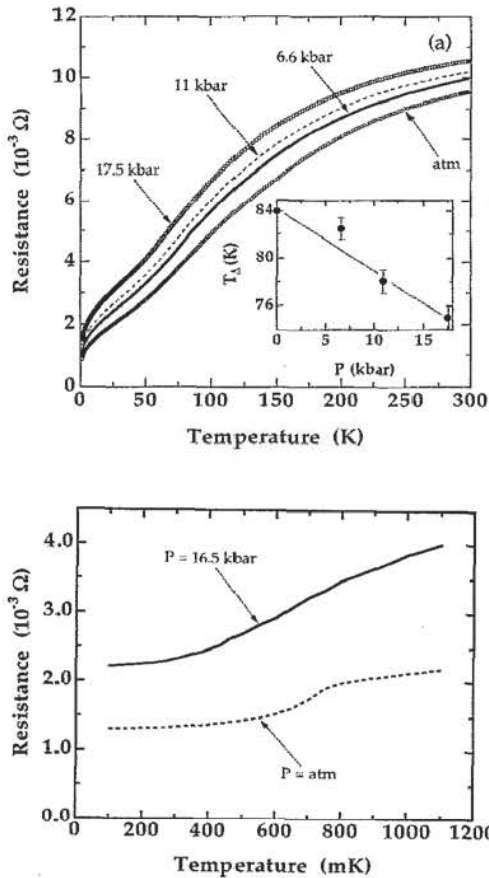 12
10
8
6
4
2
0
Resistance (10⁻³ Ω)
(a)
6.6 kbar
11 kbar
17.5 kbar
atm
84
80
76
T_Δ (K)
0 5 10 15
P (kbar)
0 50 100 150 200 250 300
Temperature (K)
4.0
3.0
2.0
1.0
0.0
Resistance (10⁻³ Ω)
P = 16.5 kbar
P = atm
0 200 400 600 800 1000 1200
Temperature (mK)